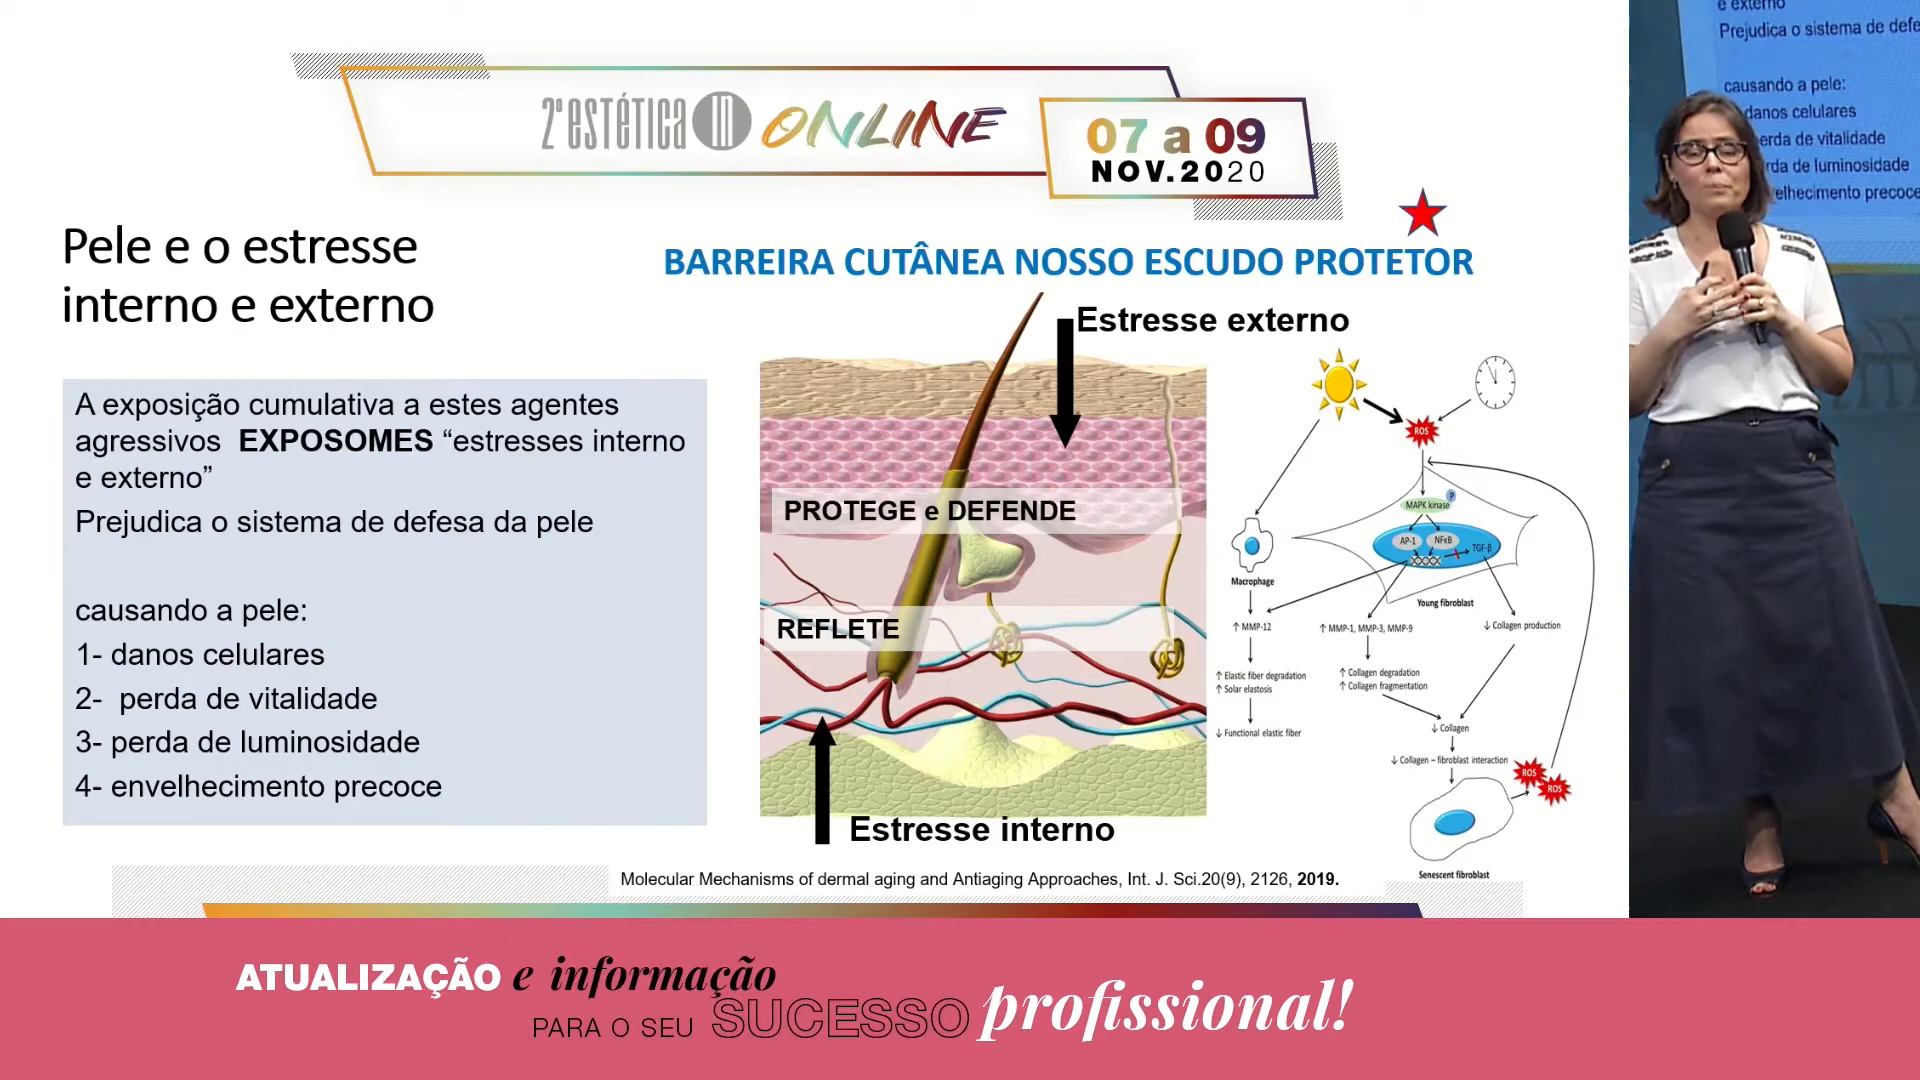 2ª ESTÉTICA IN ONLINE
07 a 09
NOV.2020
Pele e o estresse
interno e externo
BARREIRA CUTÂNEA NOSSO ESCUDO PROTETOR
A exposição cumulativa a estes agentes
agressivos EXPOSOMES “estresses interno
e externo”
Prejudica o sistema de defesa da pele
causando a pele:
1- danos celulares
2- perda de vitalidade
3- perda de luminosidade
4- envelhecimento precoce
Estresse externo
PROTEGE e DEFENDE
REFLETE
Estresse interno
ROS
MAPK kinase
P
AP-1
NFκB
TGF-β
Macrophage
Young fibroblast
↑ MMP-12
↑ MMP-1, MMP-3, MMP-9
↓ Collagen production
↑ Elastic fiber degradation
↑ Solar elastosis
↑ Collagen degradation
↑ Collagen fragmentation
↓ Functional elastic fiber
↓ Collagen
↓ Collagen – fibroblast interaction
ROS
ROS
Senescent fibroblast
Molecular Mechanisms of dermal aging and Antiaging Approaches, Int. J. Sci.20(9), 2126, 2019.
e externo
Prejudica o sistema de defe
causando a pele:
danos celulares
erda de vitalidade
rda de luminosidade
velhecimento precoce
ATUALIZAÇÃO e informação
PARA O SEU SUCESSO profissional!